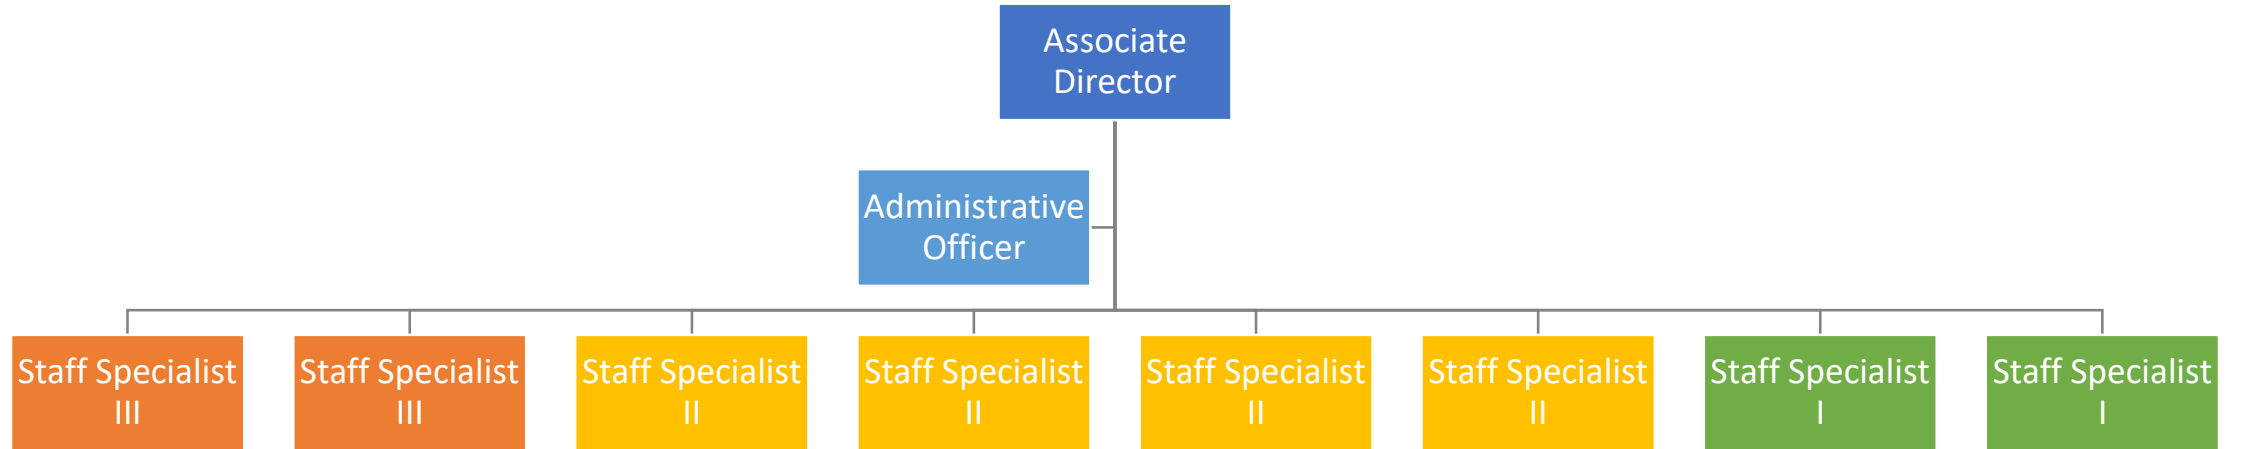 Associate
Director
Administrative
Officer
Staff Specialist
III
Staff Specialist
III
Staff Specialist
II
Staff Specialist
II
Staff Specialist
II
Staff Specialist
II
Staff Specialist
I
Staff Specialist
I